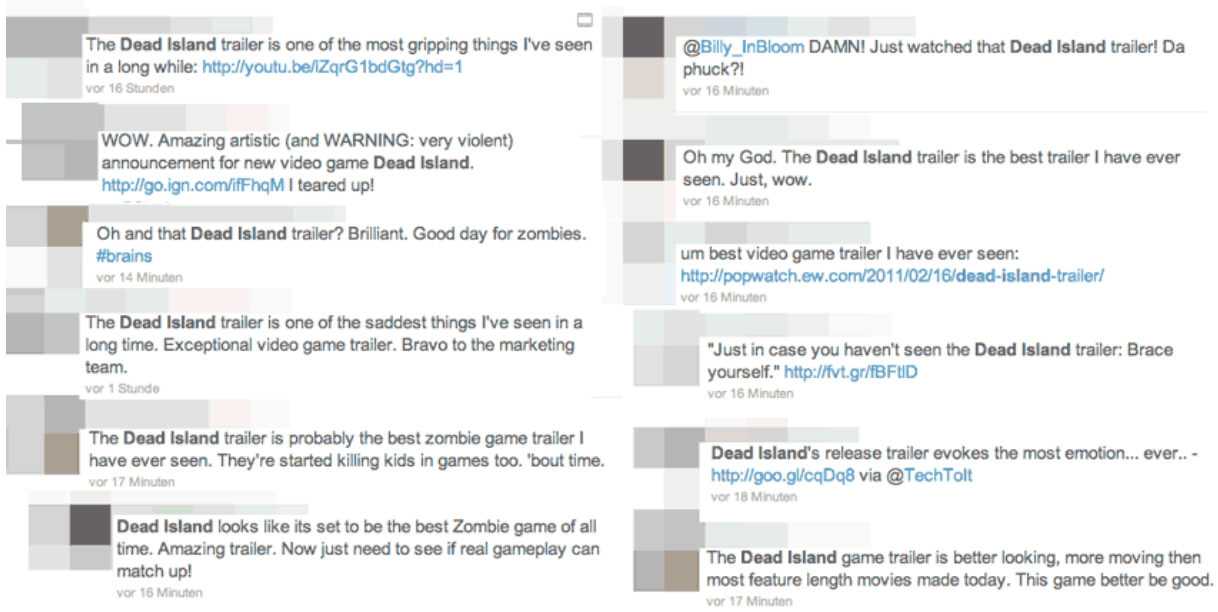 The Dead Island trailer is one of the most gripping things I've seen
in a long while: http://youtu.be/iZqrG1bdGtg?hd=1
vor 16 Stunden
WOW. Amazing artistic (and WARNING: very violent)
announcement for new video game Dead Island.
http://go.ign.com/ifFhqM I teared up!
Oh and that Dead Island trailer? Brilliant. Good day for zombies.
#brains
vor 14 Minuten
The Dead Island trailer is one of the saddest things I've seen in a
long time. Exceptional video game trailer. Bravo to the marketing
team.
vor 1 Stunde
The Dead Island trailer is probably the best zombie game trailer I
have ever seen. They're started killing kids in games too. 'bout time.
vor 17 Minuten
Dead Island looks like its set to be the best Zombie game of all
time. Amazing trailer. Now just need to see if real gameplay can
match up!
vor 16 Minuten
@Billy_InBloom DAMN! Just watched that Dead Island trailer! Da
phuck?!
vor 16 Minuten
Oh my God. The Dead Island trailer is the best trailer I have ever
seen. Just, wow.
vor 16 Minuten
um best video game trailer I have ever seen:
http://popwatch.ew.com/2011/02/16/dead-island-trailer/
vor 16 Minuten
"Just in case you haven't seen the Dead Island trailer: Brace
yourself." http://fvt.gr/fBFtlD
vor 16 Minuten
Dead Island's release trailer evokes the most emotion... ever.. -
http://goo.gl/cqDq8 via @TechToIt
vor 18 Minuten
The Dead Island game trailer is better looking, more moving then
most feature length movies made today. This game better be good.
vor 17 Minuten